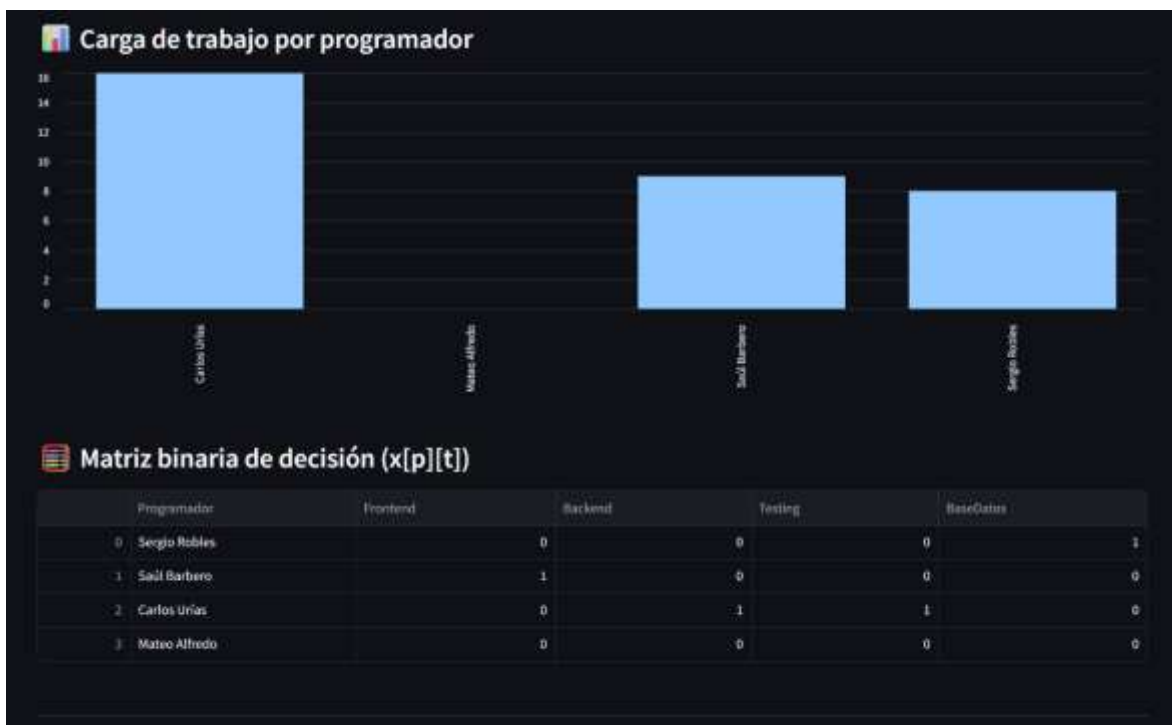 Carga de trabajo por programador
16
14
12
10
8
6
4
2
0
Carlos Urías
Mateo Alfredo
Saúl Barbero
Sergio Robles
Matriz binaria de decisión (x[p][t])
Programador Frontend Backend Testing BaseDatos
0 Sergio Robles 0 0 0 1
1 Saúl Barbero 1 0 0 0
2 Carlos Urías 0 1 1 0
3 Mateo Alfredo 0 0 0 0